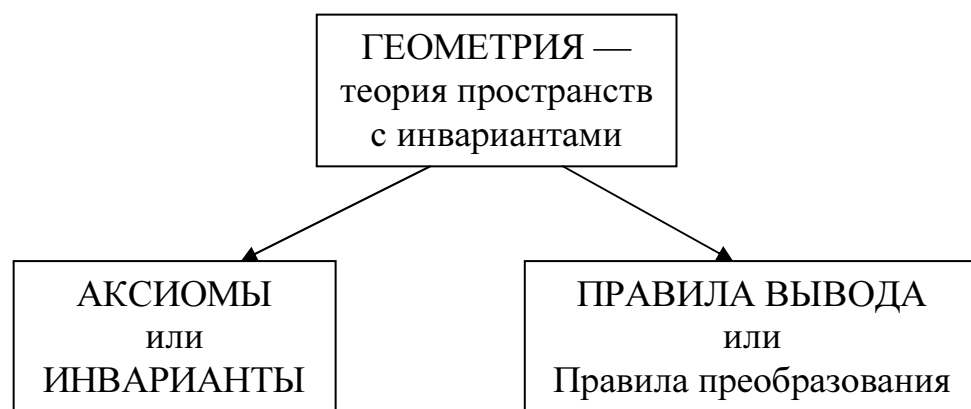 ГЕОМЕТРИЯ —
теория пространств
с инвариантами
АКСИОМЫ
или
ИНВАРИАНТЫ
ПРАВИЛА ВЫВОДА
или
Правила преобразования